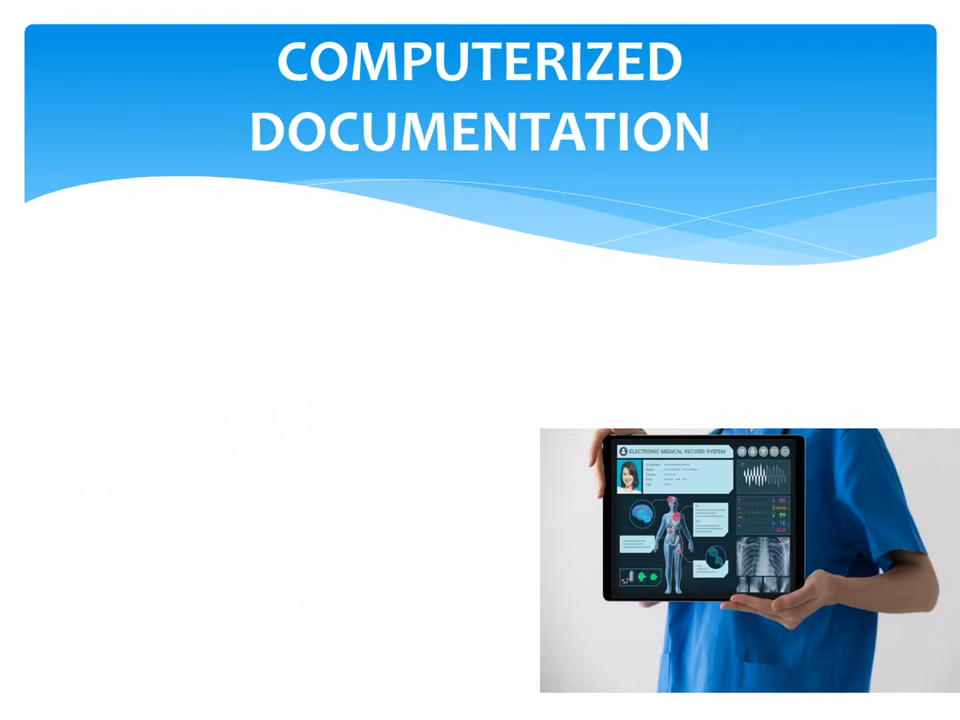 COMPUTERIZED
DOCUMENTATION
ELECTRONIC MEDICAL RECORD SYSTEM